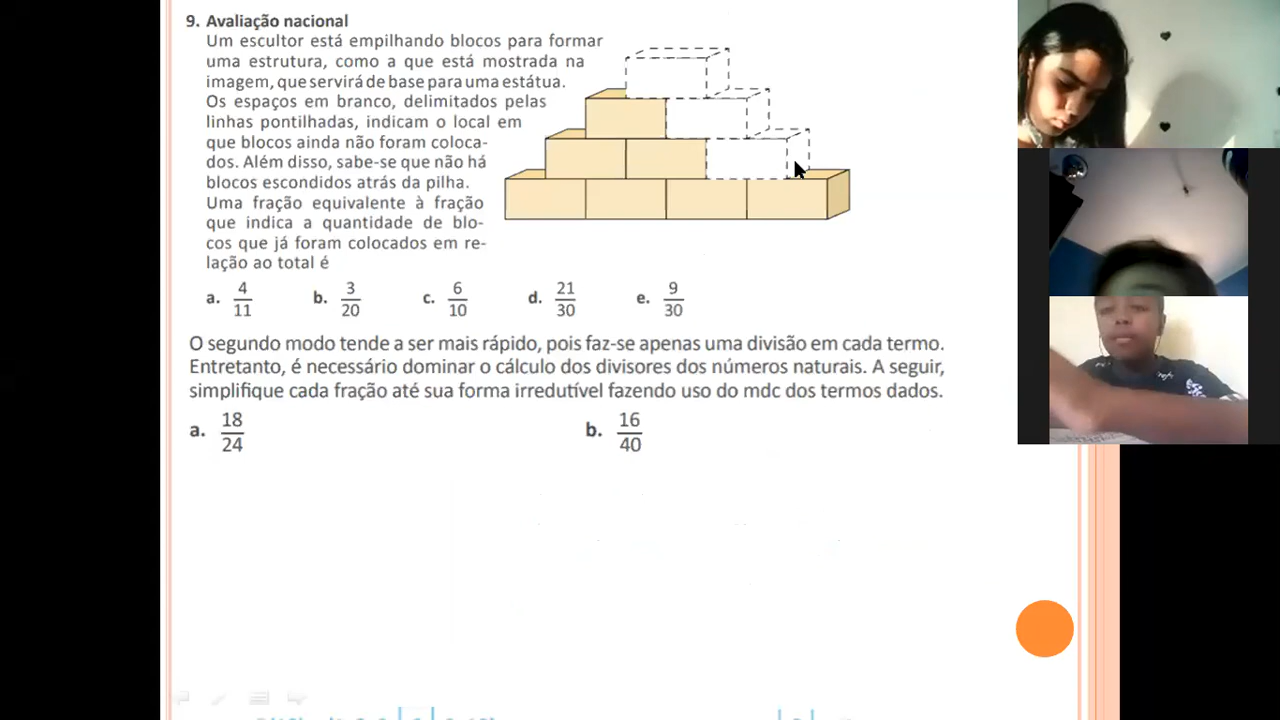 9. Avaliação nacional
Um escultor está empilhando blocos para formar
uma estrutura, como a que está mostrada na
imagem, que servirá de base para uma estátua.
Os espaços em branco, delimitados pelas
linhas pontilhadas, indicam o local em
que blocos ainda não foram coloca-
dos. Além disso, sabe-se que não há
blocos escondidos atrás da pilha.
Uma fração equivalente à fração
que indica a quantidade de blo-
cos que já foram colocados em re-
lação ao total é
a. 4/11 b. 3/20 c. 6/10 d. 21/30 e. 9/30
O segundo modo tende a ser mais rápido, pois faz-se apenas uma divisão em cada termo.
Entretanto, é necessário dominar o cálculo dos divisores dos números naturais. A seguir,
simplifique cada fração até sua forma irredutível fazendo uso do mdc dos termos dados.
a. 18/24 b. 16/40